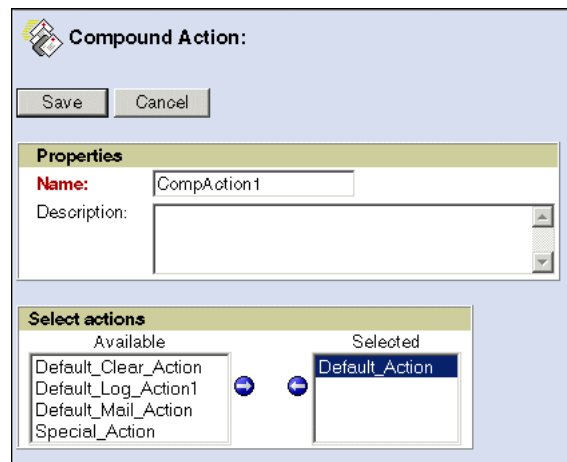 Compound Action:
Save Cancel
Properties
Name: CompAction1
Description:
Select actions
Available Selected
Default_Clear_Action Default_Action
Default_Log_Action1
Default_Mail_Action
Special_Action